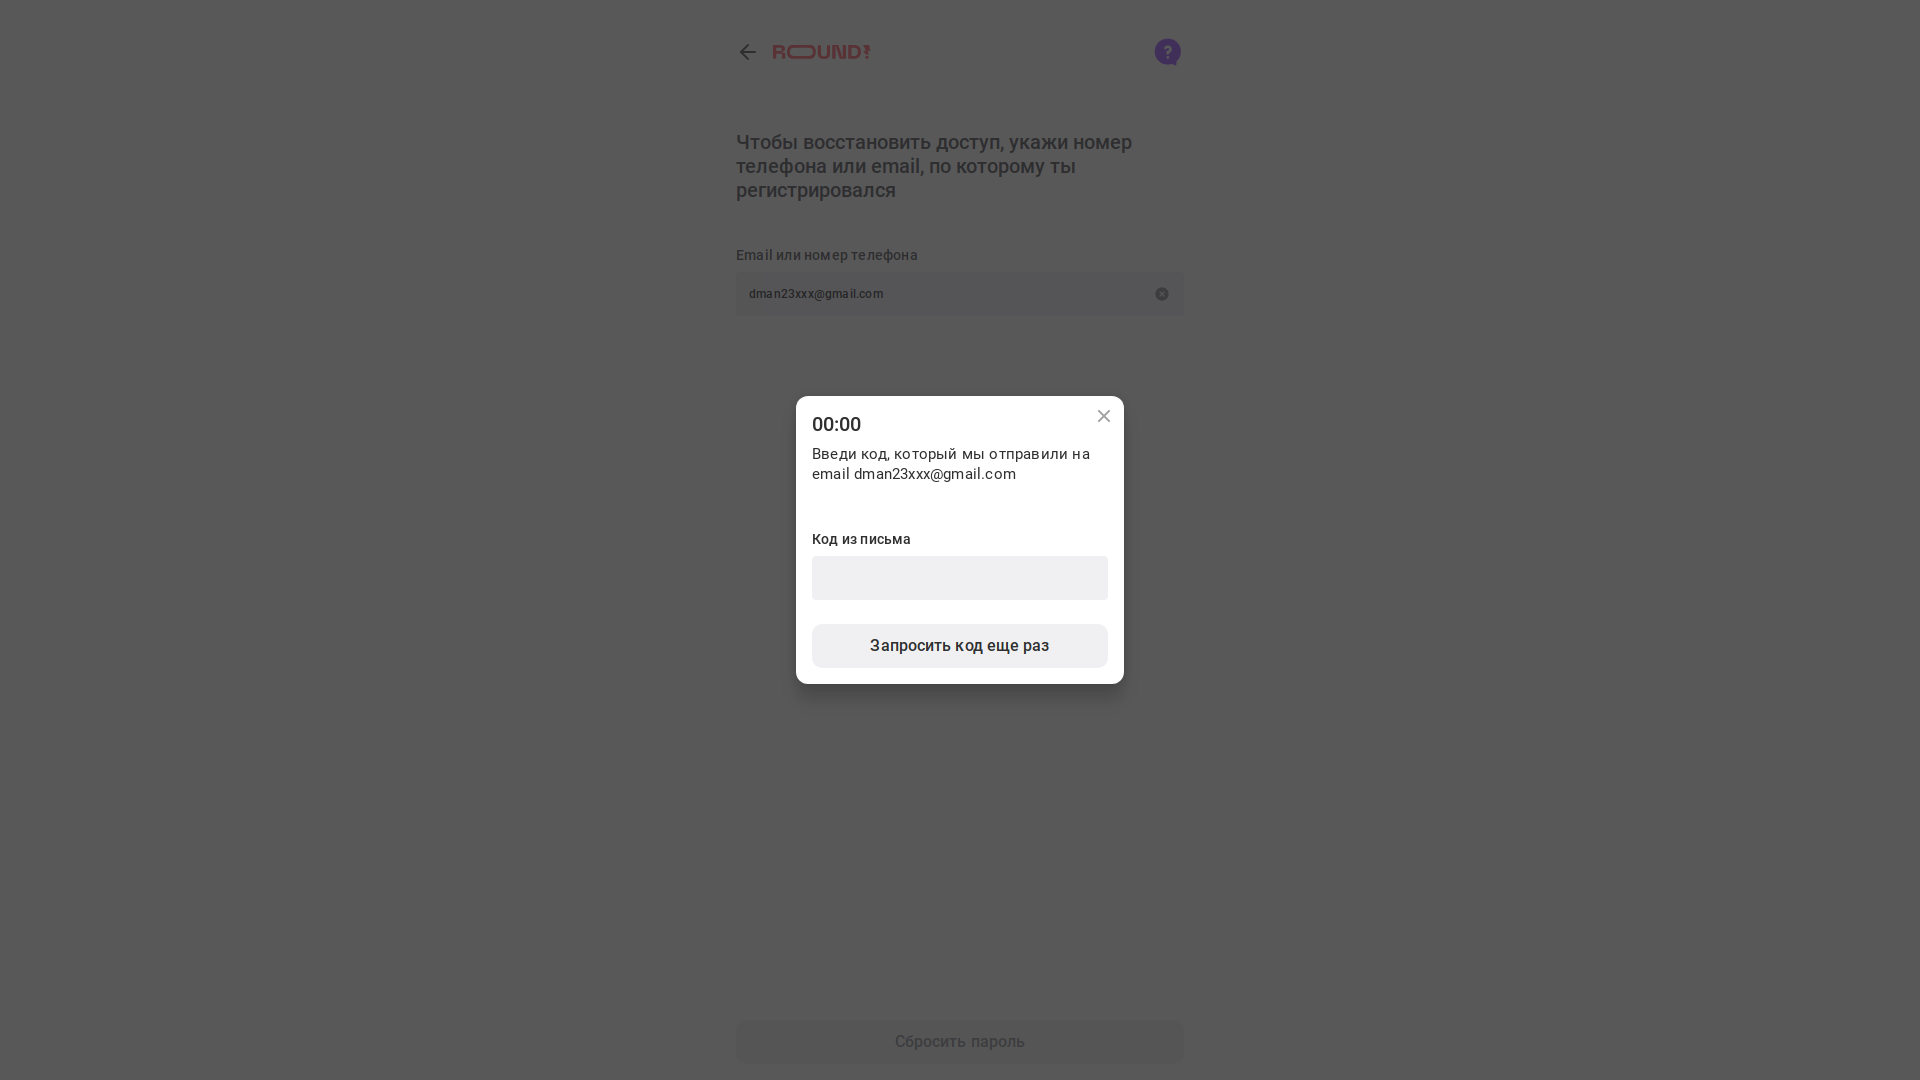 ROUND!
Чтобы восстановить доступ, укажи номер
телефона или email, по которому ты
регистрировался
Email или номер телефона
dman23xxx@gmail.com
00:00
Введи код, который мы отправили на
email dman23xxx@gmail.com
Код из письма
Запросить код еще раз
Сбросить пароль